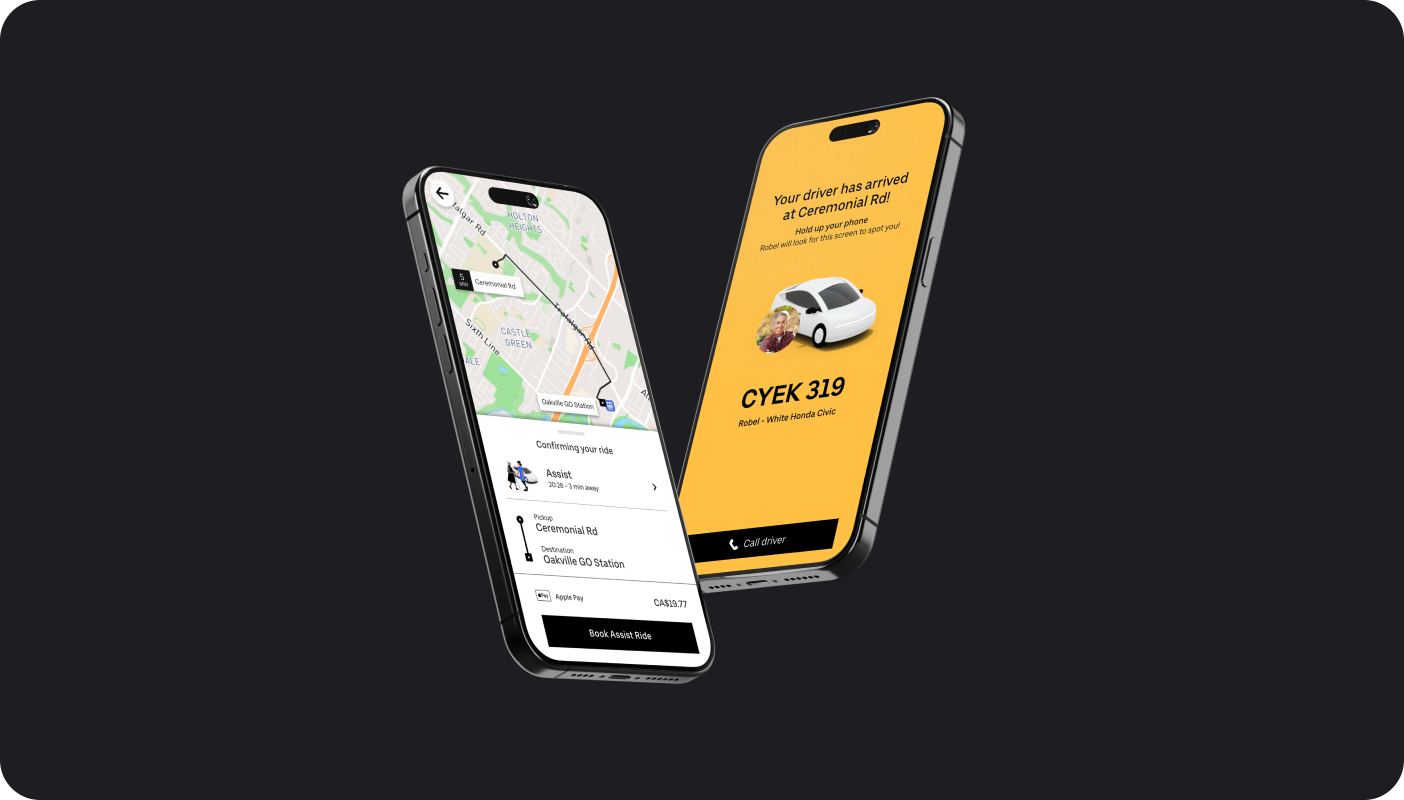 lalgar Rd
HOLTON
HEIGHTS
5
MIN
Ceremonial Rd
Trafalgar Rd
Sixth Line
CASTLE
GREEN
ALE
Oakville GO Station
Confirming your ride
Assist
20:28 - 3 min away
Pickup
Ceremonial Rd
Destination
Oakville GO Station
Pay
Apple Pay
CA$19.77
Book Assist Ride
Your driver has arrived
at Ceremonial Rd!
Hold up your phone
Robel will look for this screen to spot you!
CYEK 319
Robel - White Honda Civic
Call driver